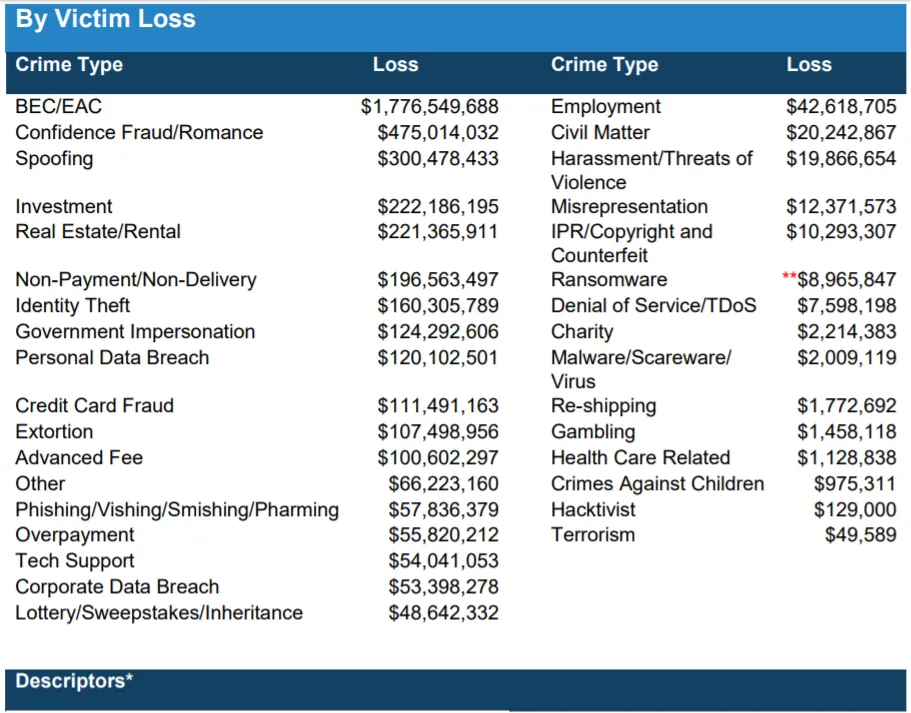 By Victim Loss
Crime Type Loss Crime Type Loss
BEC/EAC $1,776,549,688 Employment $42,618,705
Confidence Fraud/Romance $475,014,032 Civil Matter $20,242,867
Spoofing $300,478,433 Harassment/Threats of $19,866,654
Violence
Investment $222,186,195 Misrepresentation $12,371,573
Real Estate/Rental $221,365,911 IPR/Copyright and $10,293,307
Counterfeit
Non-Payment/Non-Delivery $196,563,497 Ransomware **$8,965,847
Identity Theft $160,305,789 Denial of Service/TDoS $7,598,198
Government Impersonation $124,292,606 Charity $2,214,383
Personal Data Breach $120,102,501 Malware/Scareware/ $2,009,119
Virus
Credit Card Fraud $111,491,163 Re-shipping $1,772,692
Extortion $107,498,956 Gambling $1,458,118
Advanced Fee $100,602,297 Health Care Related $1,128,838
Other $66,223,160 Crimes Against Children $975,311
Phishing/Vishing/Smishing/Pharming $57,836,379 Hacktivist $129,000
Overpayment $55,820,212 Terrorism $49,589
Tech Support $54,041,053
Corporate Data Breach $53,398,278
Lottery/Sweepstakes/Inheritance $48,642,332
Descriptors*